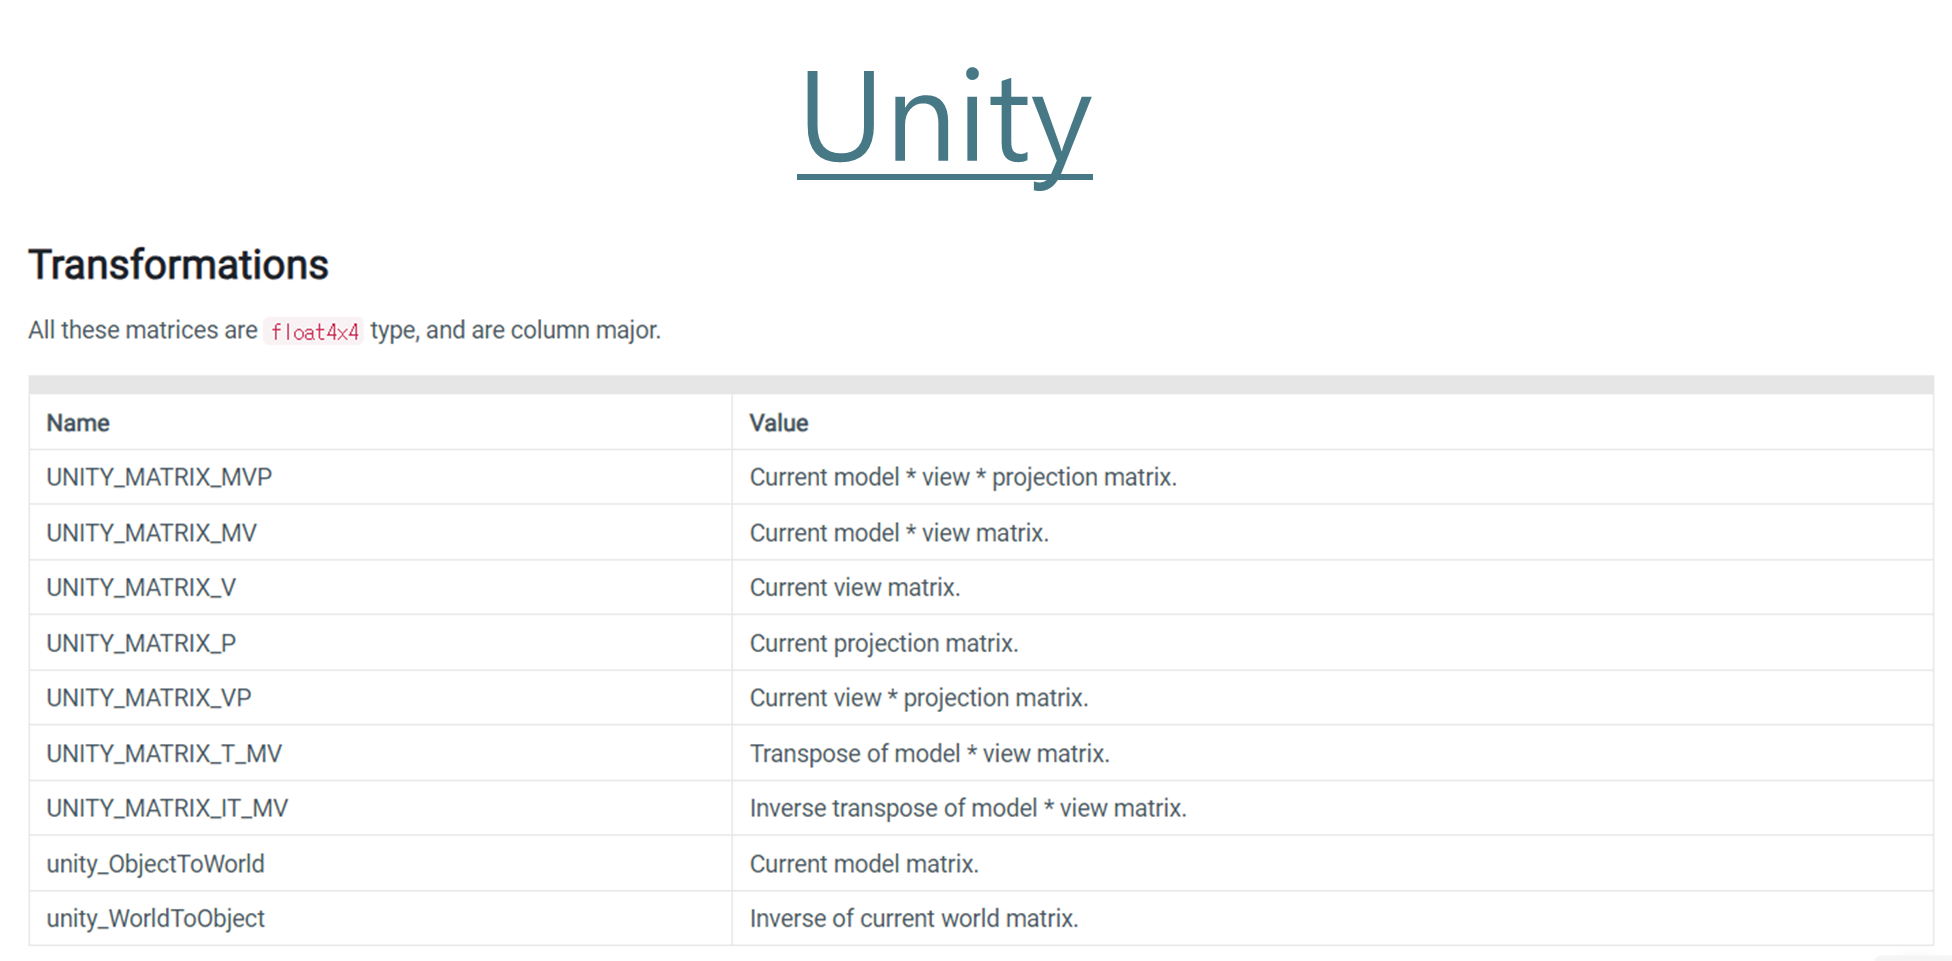 Unity
Transformations
All these matrices are float4x4 type, and are column major.
Name Value
UNITY_MATRIX_MVP Current model * view * projection matrix.
UNITY_MATRIX_MV Current model * view matrix.
UNITY_MATRIX_V Current view matrix.
UNITY_MATRIX_P Current projection matrix.
UNITY_MATRIX_VP Current view * projection matrix.
UNITY_MATRIX_T_MV Transpose of model * view matrix.
UNITY_MATRIX_IT_MV Inverse transpose of model * view matrix.
unity_ObjectToWorld Current model matrix.
unity_WorldToObject Inverse of current world matrix.